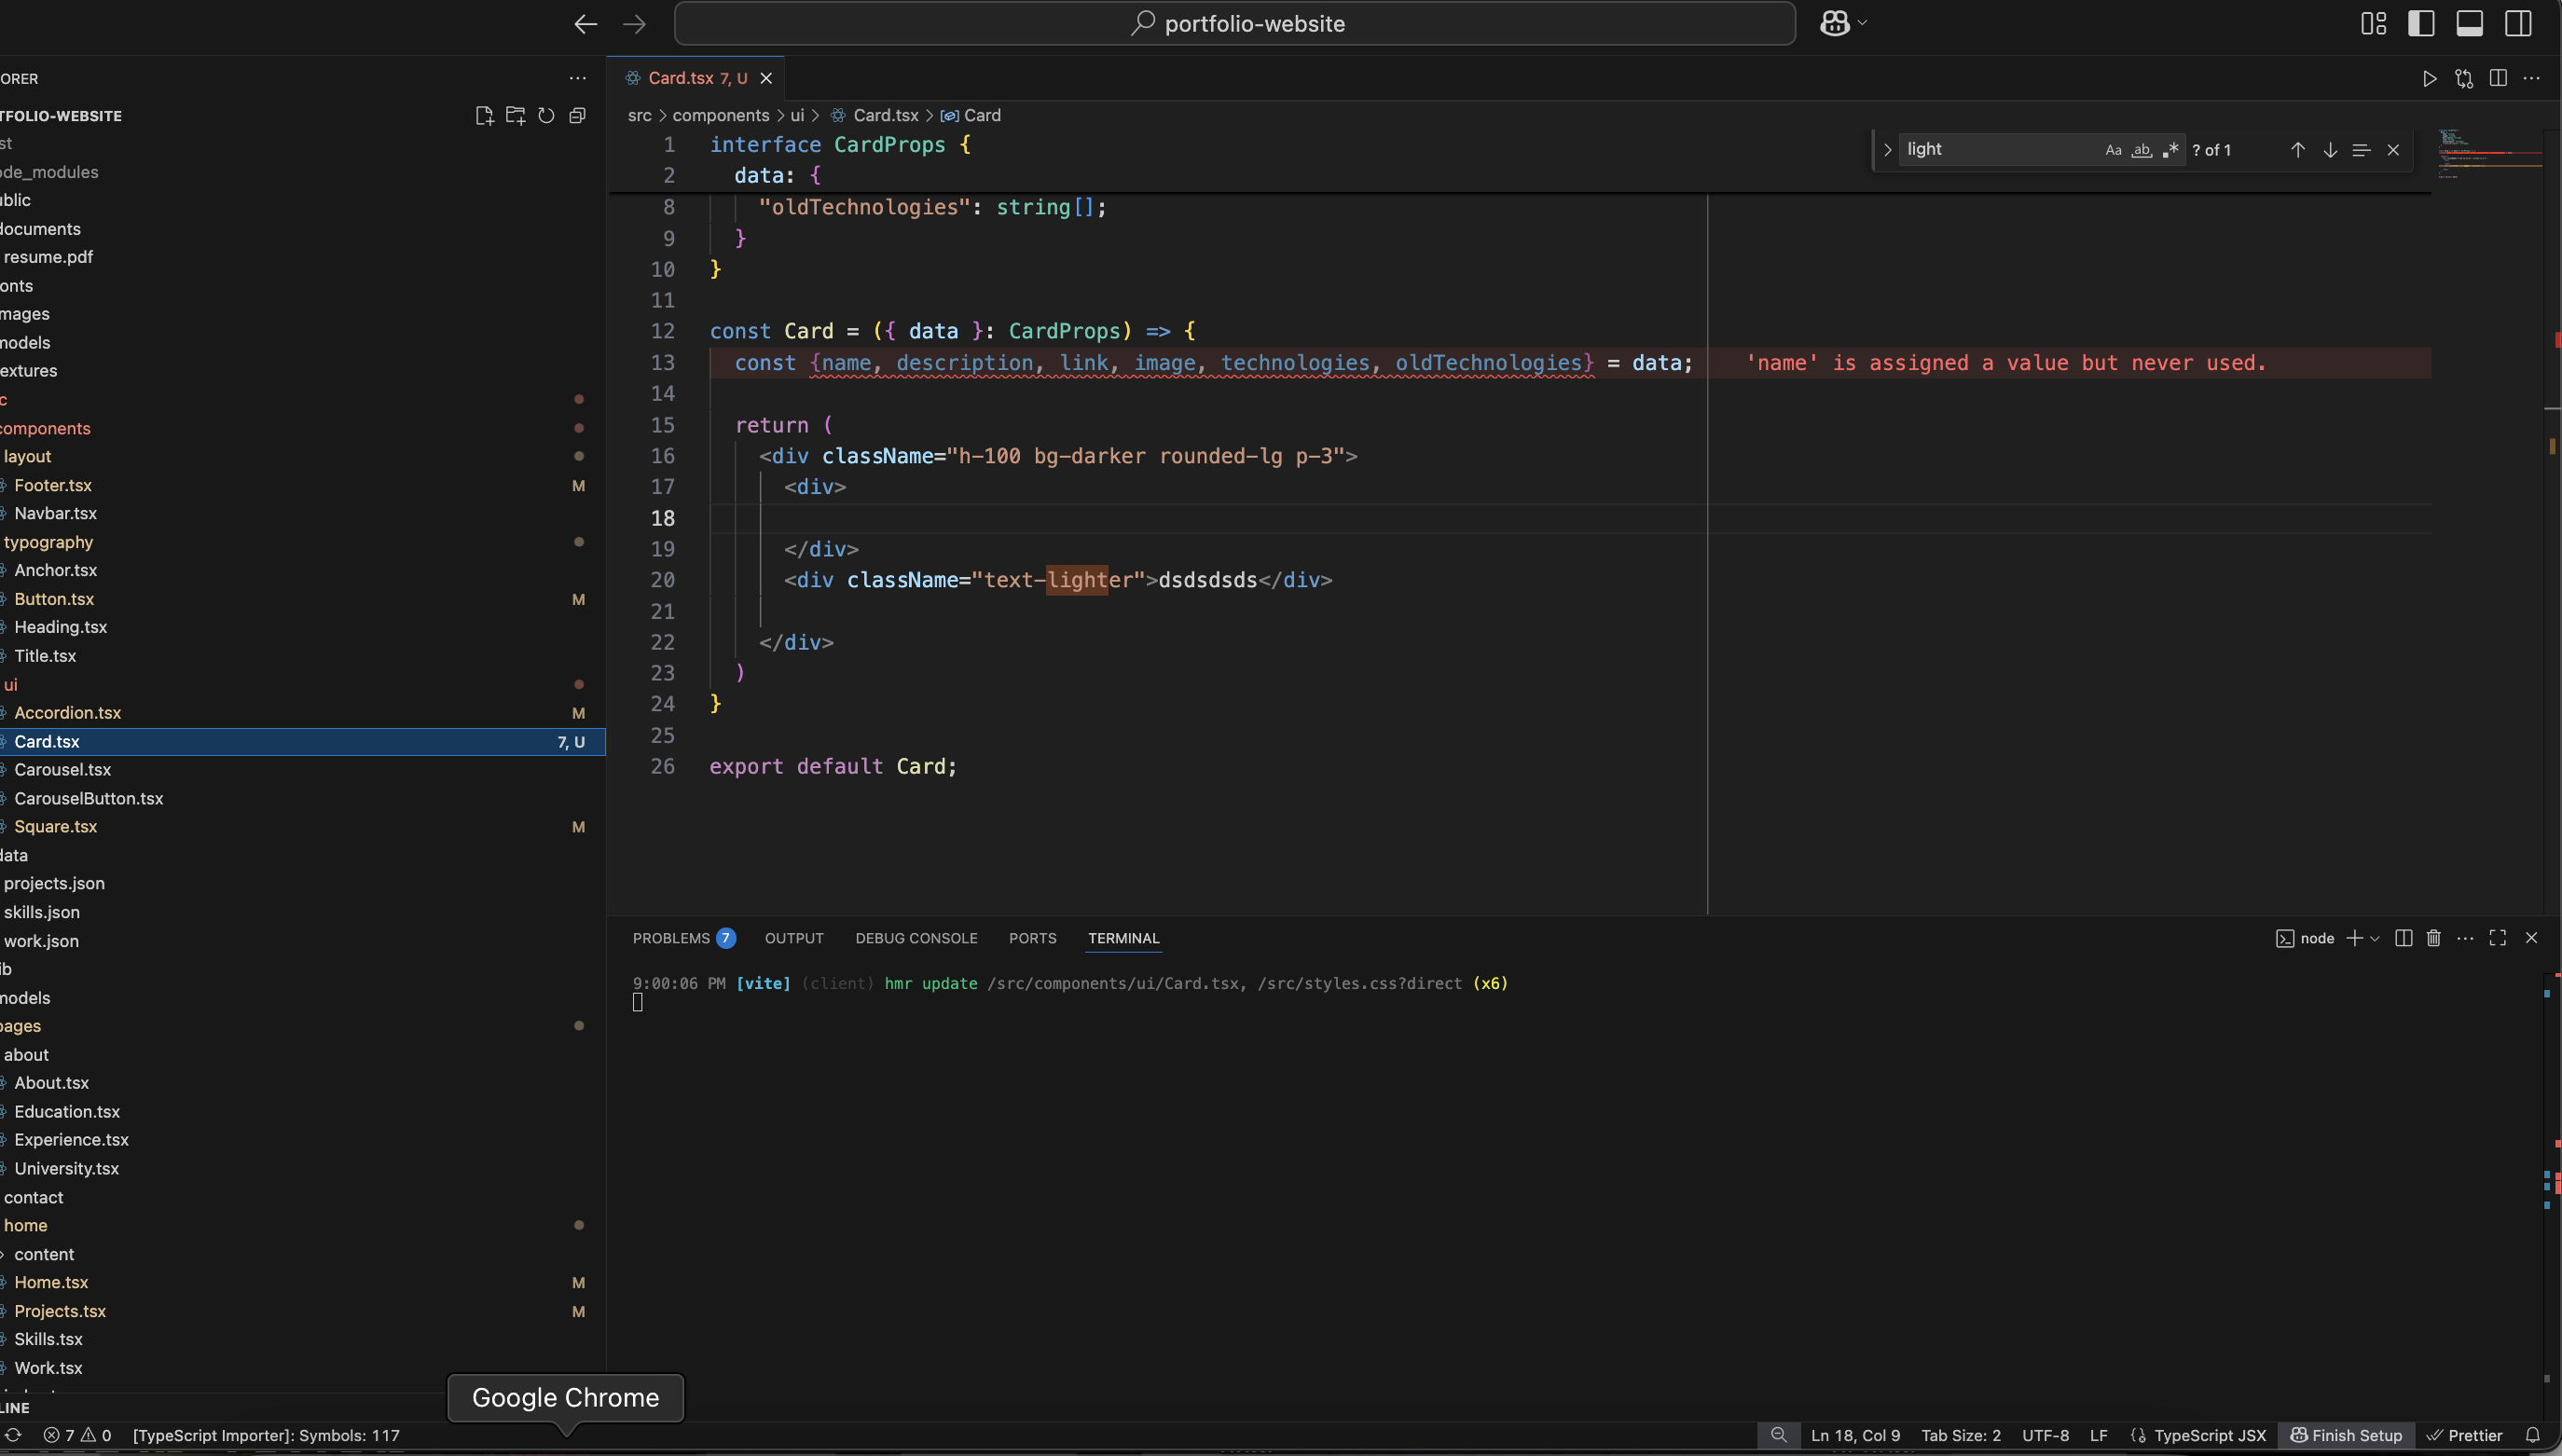 portfolio-website
ORER
TFOLIO-WEBSITE
st
ode_modules
ublic
documents
resume.pdf
onts
mages
models
extures
c
components
layout
Footer.tsx M
Navbar.tsx
typography
Anchor.tsx
Button.tsx M
Heading.tsx
Title.tsx
ui
Accordion.tsx M
Card.tsx 7, U
Carousel.tsx
CarouselButton.tsx
Square.tsx M
data
projects.json
skills.json
work.json
ib
models
pages
about
About.tsx
Education.tsx
Experience.tsx
University.tsx
contact
home
content
Home.tsx M
Projects.tsx M
Skills.tsx
Work.tsx
LINE
Card.tsx 7, U
src > components > ui > Card.tsx > Card
light Aa ab ? of 1
1 interface CardProps {
2 data: {
8 "oldTechnologies": string[];
9 }
10 }
11
12 const Card = ({ data }: CardProps) => {
13 const {name, description, link, image, technologies, oldTechnologies} = data; 'name' is assigned a value but never used.
14
15 return (
16 <div className="h-100 bg-darker rounded-lg p-3">
17 <div>
18
19 </div>
20 <div className="text-lighter">dsdsdsds</div>
21
22 </div>
23 )
24 }
25
26 export default Card;
PROBLEMS 7 OUTPUT DEBUG CONSOLE PORTS TERMINAL
node
9:00:06 PM [vite] (client) hmr update /src/components/ui/Card.tsx, /src/styles.css?direct (x6)
Google Chrome
7 0 [TypeScript Importer]: Symbols: 117
Ln 18, Col 9 Tab Size: 2 UTF-8 LF {} TypeScript JSX Finish Setup Prettier